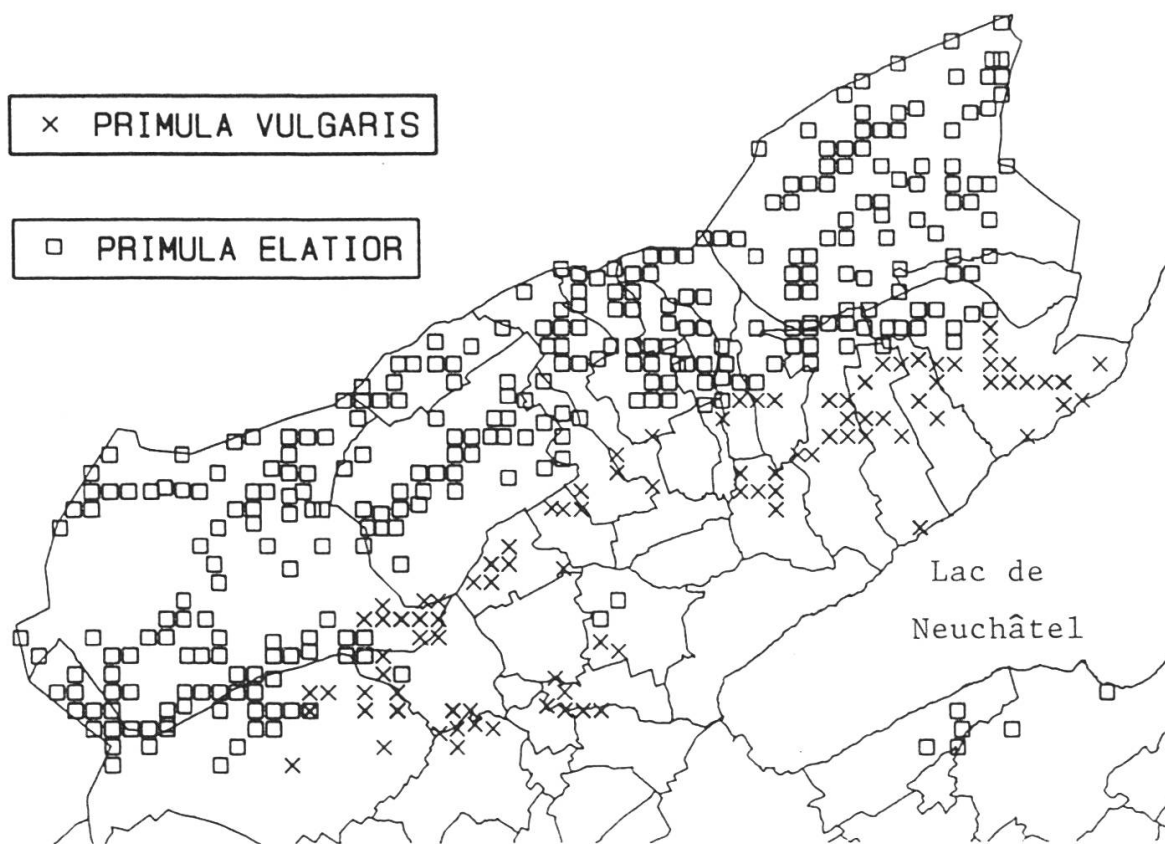 × PRIMULA VULGARIS
□ PRIMULA ELATIOR
Lac de
Neuchâtel